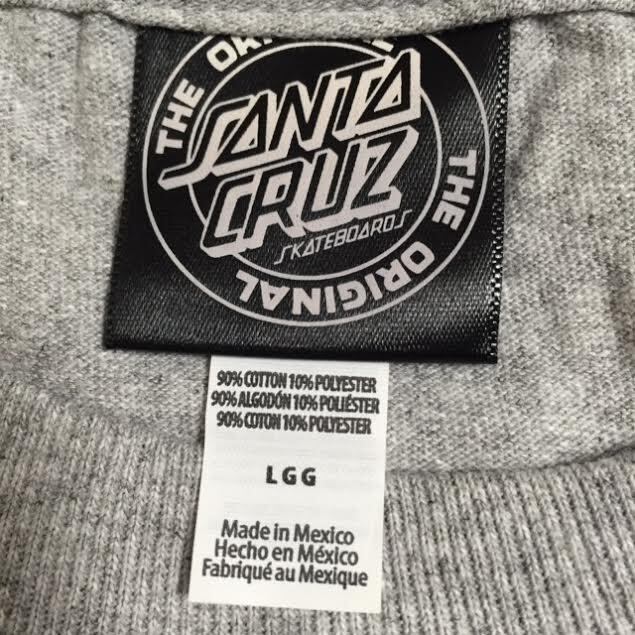 THE ORIGINAL
SANTA
CRUZ
SKATEBOARDS
THE
90% COTTON 10% POLYESTER
90% ALGODÓN 10% POLIÉSTER
90% COTON 10% POLYESTER
LGG
Made in Mexico
Hecho en México
Fabriqué au Mexique